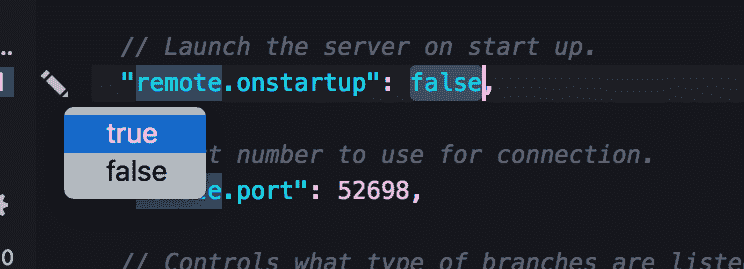 // Launch the server on start up.
"remote.onstartup": false,
true
false
t number to use for connection.
e.port": 52698,
// Controls what type of branches are liste
0